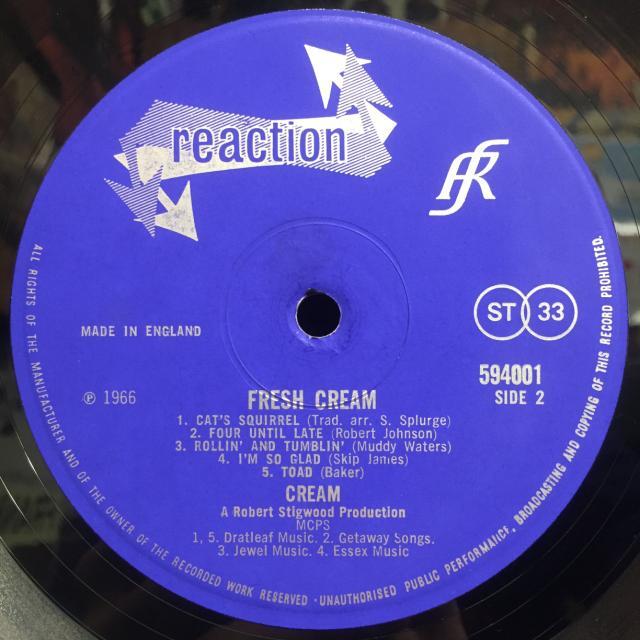 reaction
ST 33
MADE IN ENGLAND
594001
℗ 1966
SIDE 2
FRESH CREAM
1. CAT'S SQUIRREL (Trad. arr. S. Splurge)
2. FOUR UNTIL LATE (Robert Johnson)
3. ROLLIN' AND TUMBLIN' (Muddy Waters)
4. I'M SO GLAD (Skip James)
5. TOAD (Baker)
CREAM
A Robert Stigwood Production
MCPS
1, 5. Dratleaf Music. 2. Getaway Songs.
3. Jewel Music. 4. Essex Music
ALL RIGHTS OF THE MANUFACTURER AND OF THE OWNER OF THE RECORDED WORK RESERVED · UNAUTHORISED PUBLIC PERFORMANCE, BROADCASTING AND COPYING OF THIS RECORD PROHIBITED.